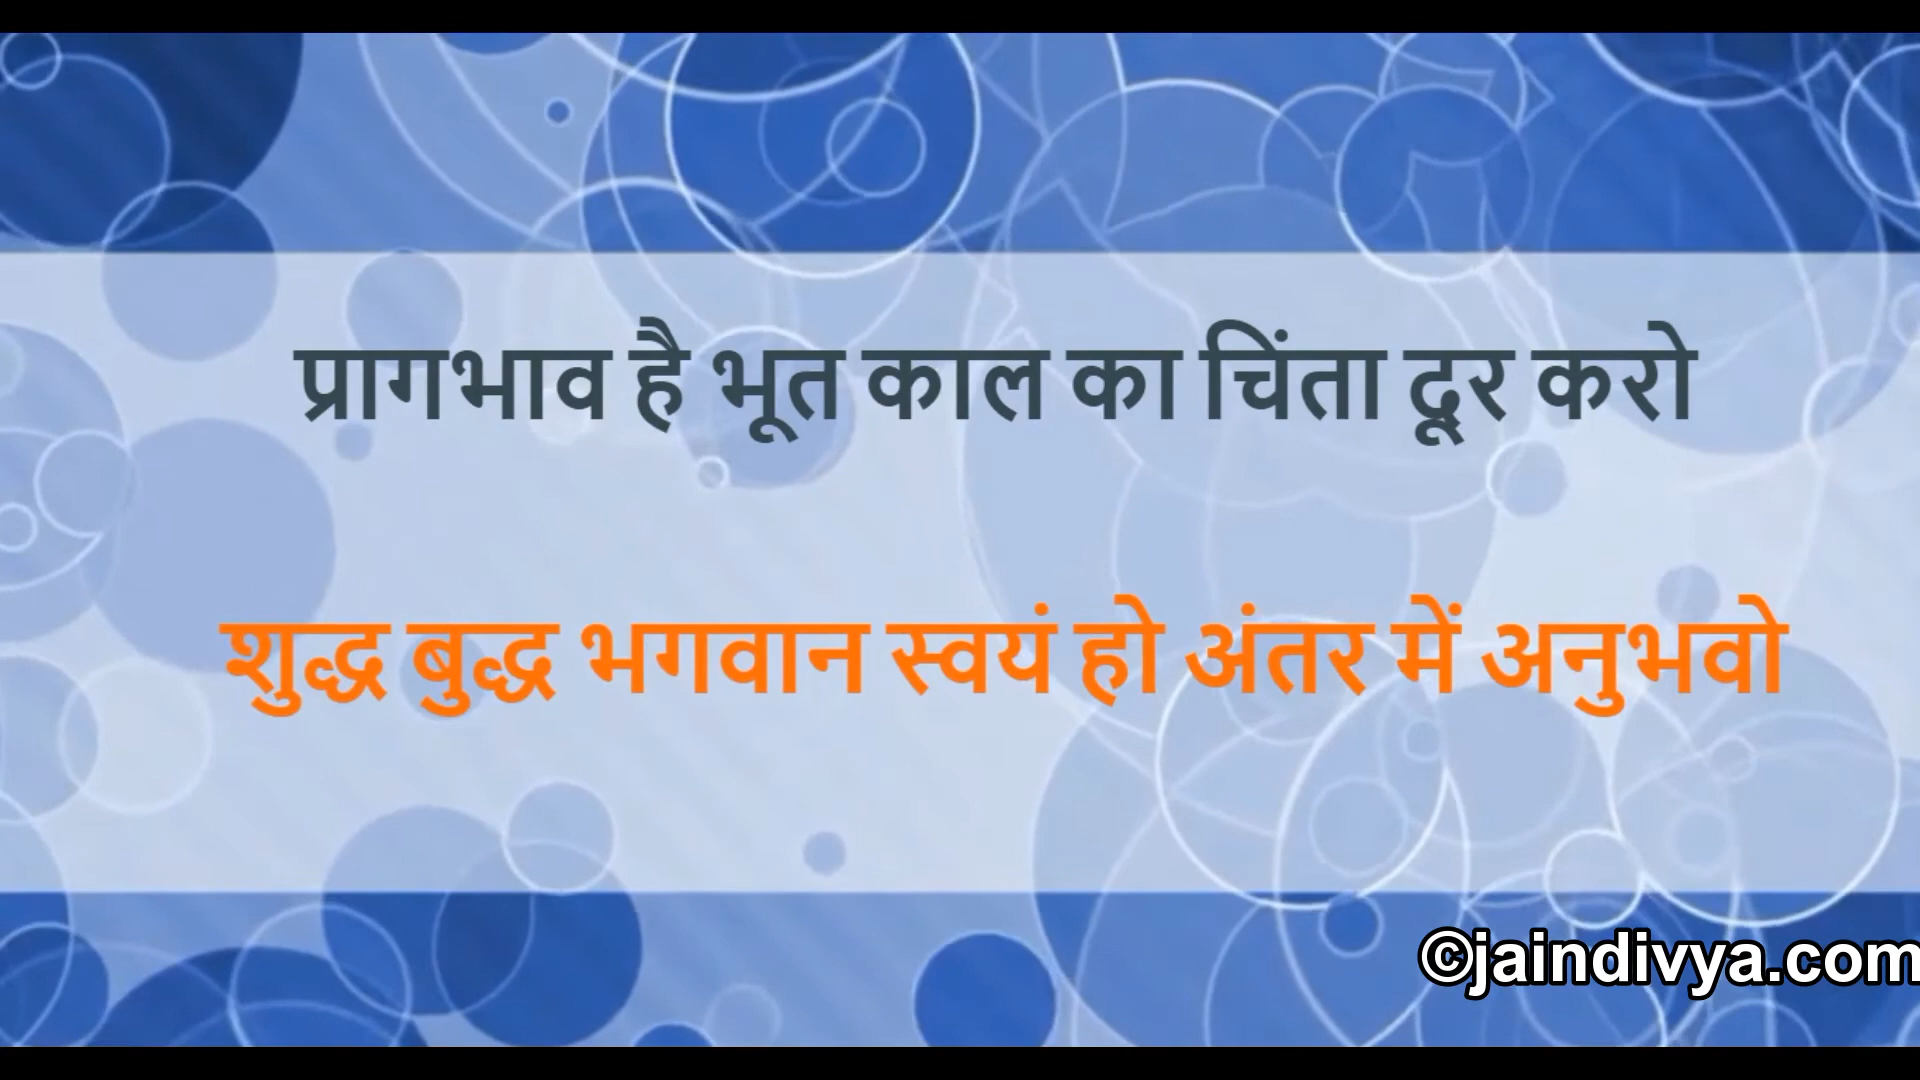 प्रागभाव है भूत काल का चिंता दूर करो
शुद्ध बुद्ध भगवान स्वयं हो अंतर में अनुभवो
©jaindivya.com